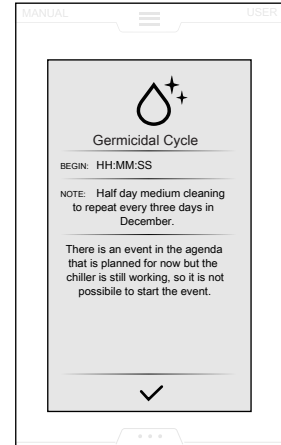 MANUAL
USER
Germicidal Cycle
BEGIN: HH:MM:SS
NOTE: Half day medium cleaning
to repeat every three days in
December.
There is an event in the agenda
that is planned for now but the
chiller is still working, so it is not
possibile to start the event.